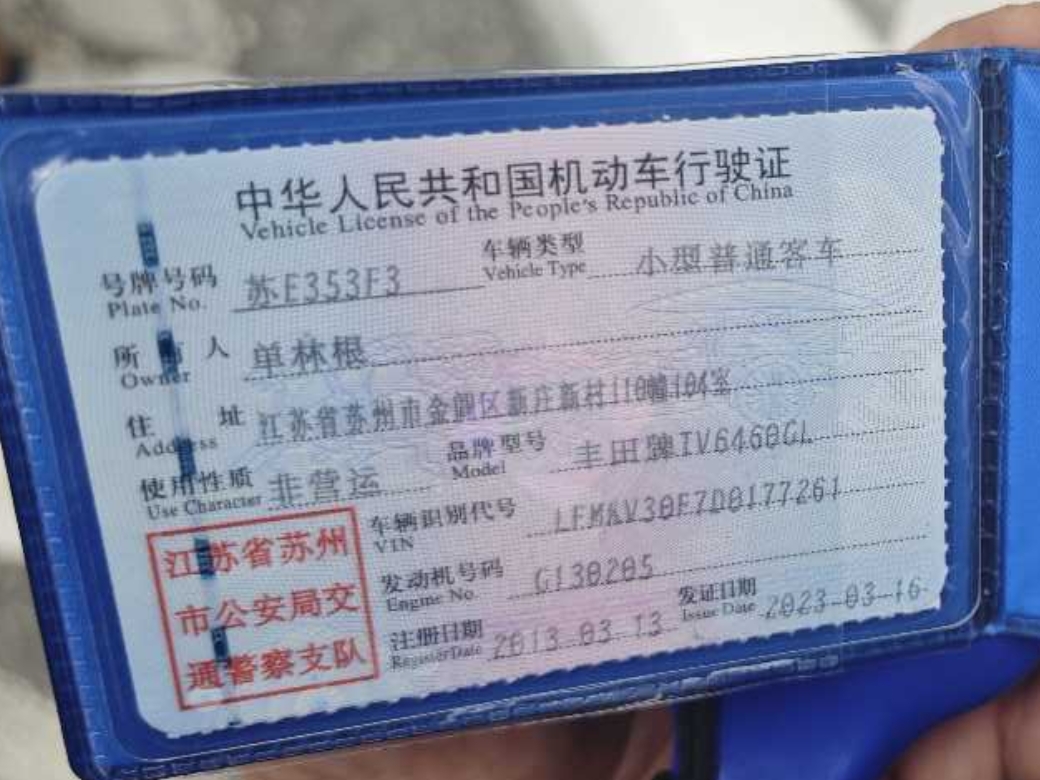 中华人民共和国机动车行驶证
Vehicle License of the People's Republic of China
号牌号码 苏E353F3 车辆类型 小型普通客车
Plate No. Vehicle Type
所有人 单林根
Owner
住址 江苏省苏州市金阊区新庄新村110幢104室
Address
使用性质 非营运 品牌型号 丰田牌TV6460GL
Use Character Model
车辆识别代号 LFMAV30F7D0177261
VIN
发动机号码 G130205
Engine No.
注册日期 2013-03-13 发证日期 2023-03-16
Register Date Issue Date
江苏省苏州
市公安局交
通警察支队